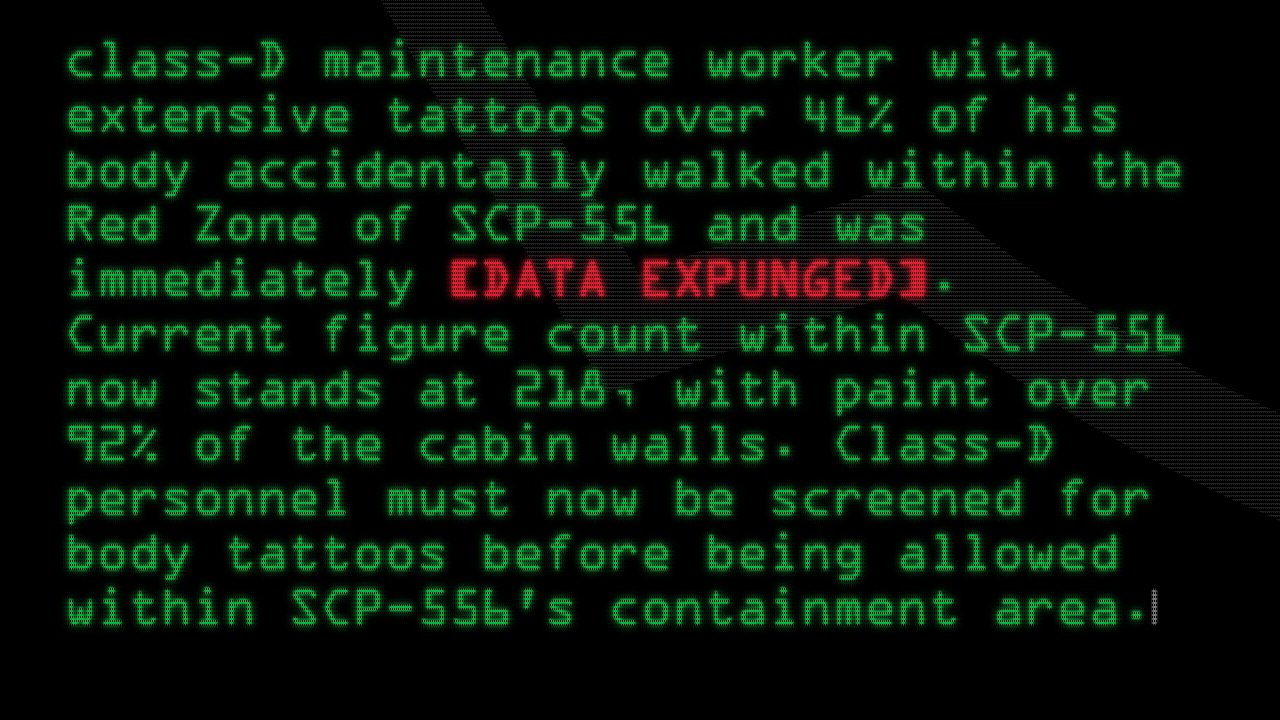 class-D maintenance worker with
extensive tattoos over 46% of his
body accidentally walked within the
Red Zone of SCP-556 and was
immediately [DATA EXPUNGED].
Current figure count within SCP-556
now stands at 218, with paint over
92% of the cabin walls. Class-D
personnel must now be screened for
body tattoos before being allowed
within SCP-556's containment area.